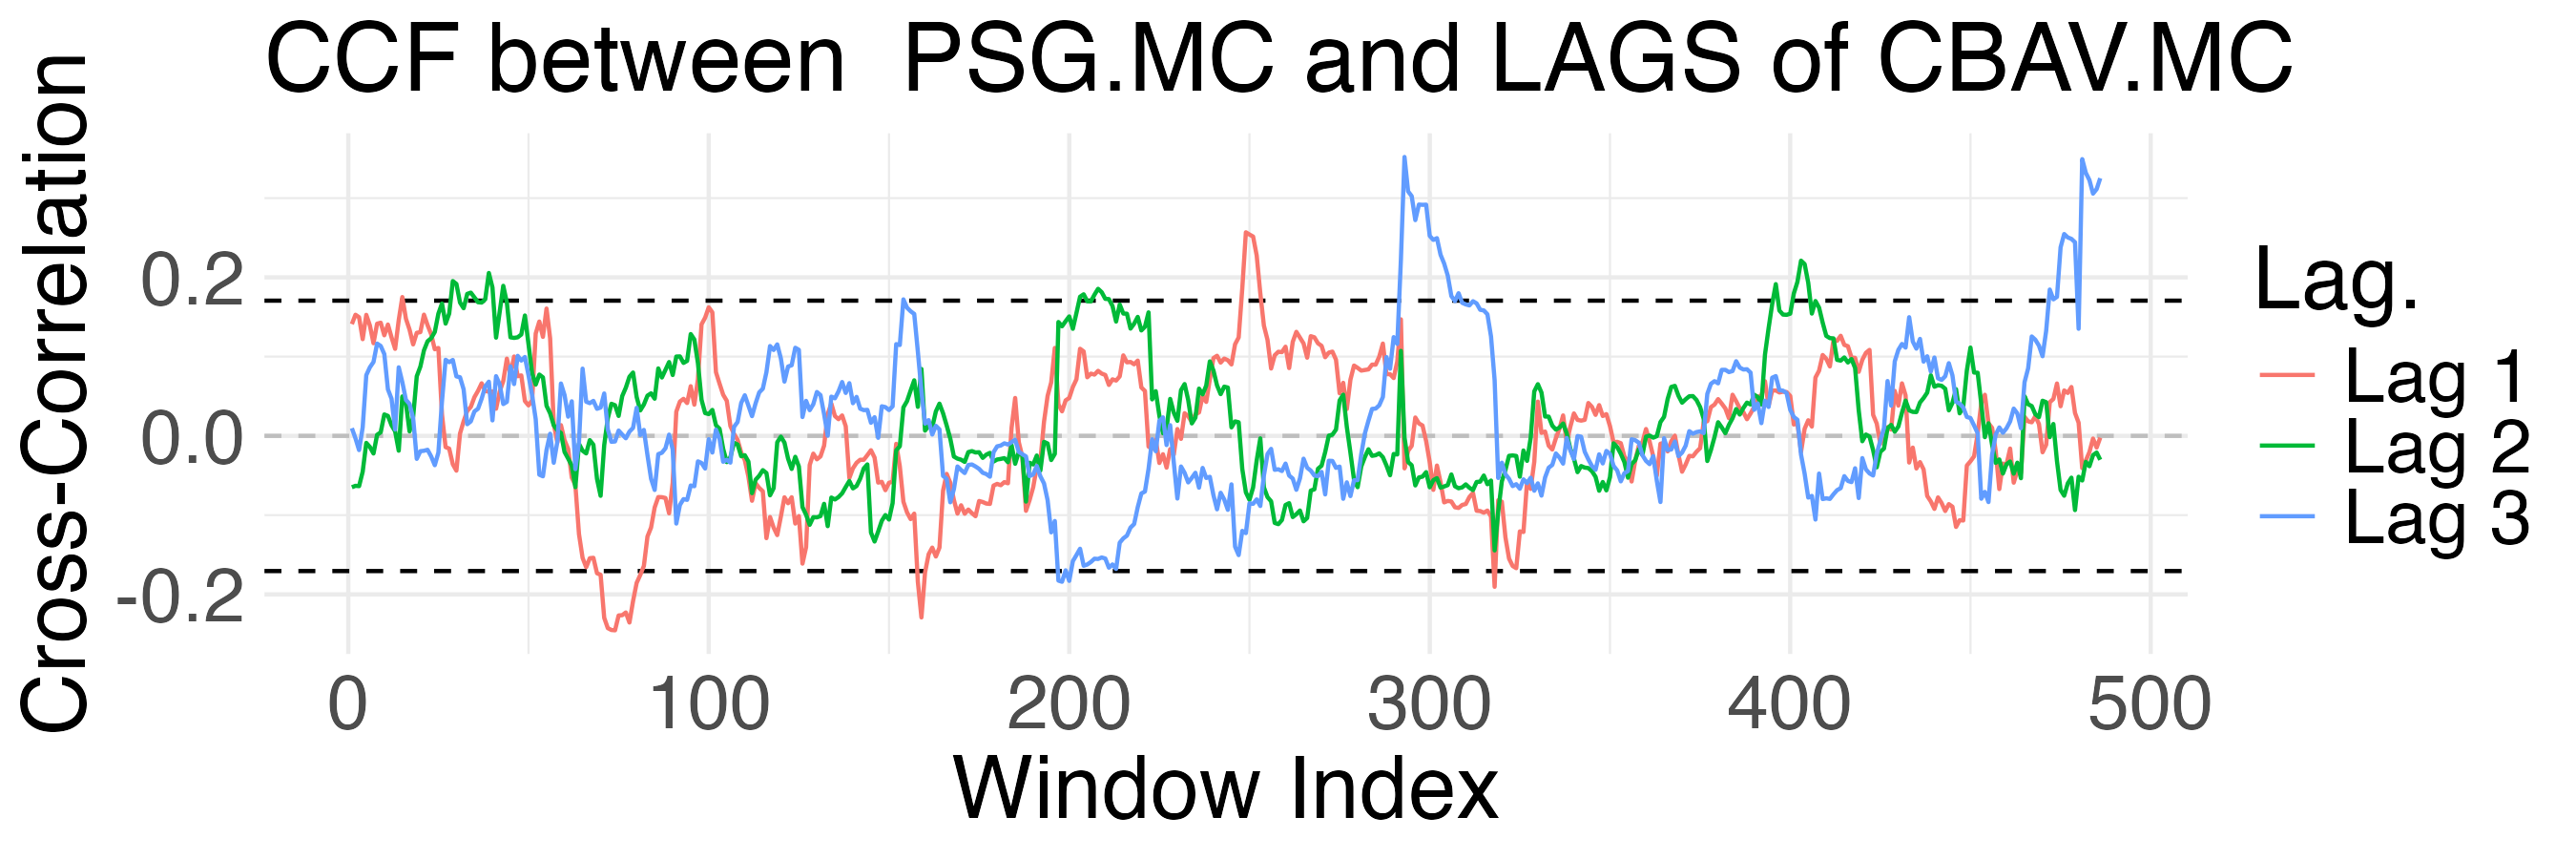 CCF between  PSG.MC and LAGS of CBAV.MC
Cross-Correlation
0.2
0.0
-0.2
0 100 200 300 400 500
Window Index
Lag.
Lag 1
Lag 2
Lag 3